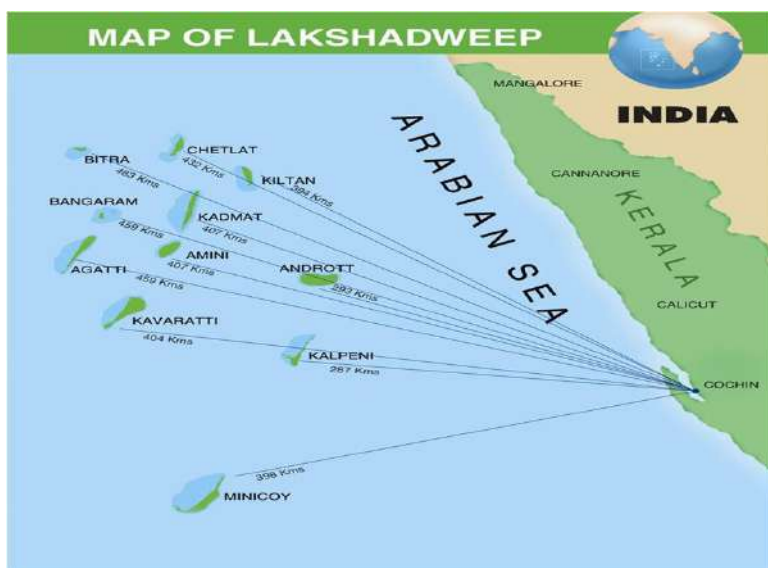 MAP OF LAKSHADWEEP
INDIA
MANGALORE
CHETLAT
432 Kms
BITRA
483 Kms
KILTAN
394 Kms
CANNANORE
ARABIAN SEA
KERALA
BANGARAM
459 Kms
KADMAT
407 Kms
AMINI
407 Kms
AGATTI
459 Kms
ANDROTT
293 Kms
CALICUT
KAVARATTI
404 Kms
KALPENI
287 Kms
COCHIN
398 Kms
MINICOY